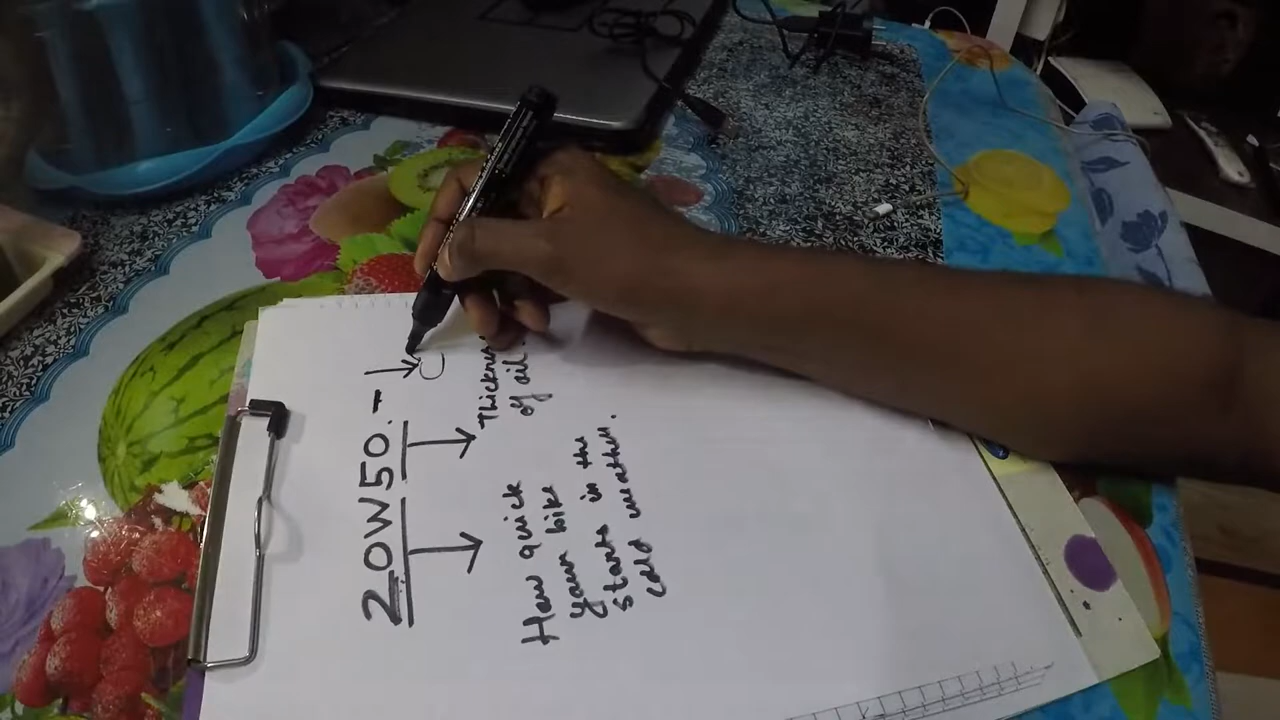 20W50. -
How quick
your bike
starts in the
cold weather.
Thickness
of oil.
C